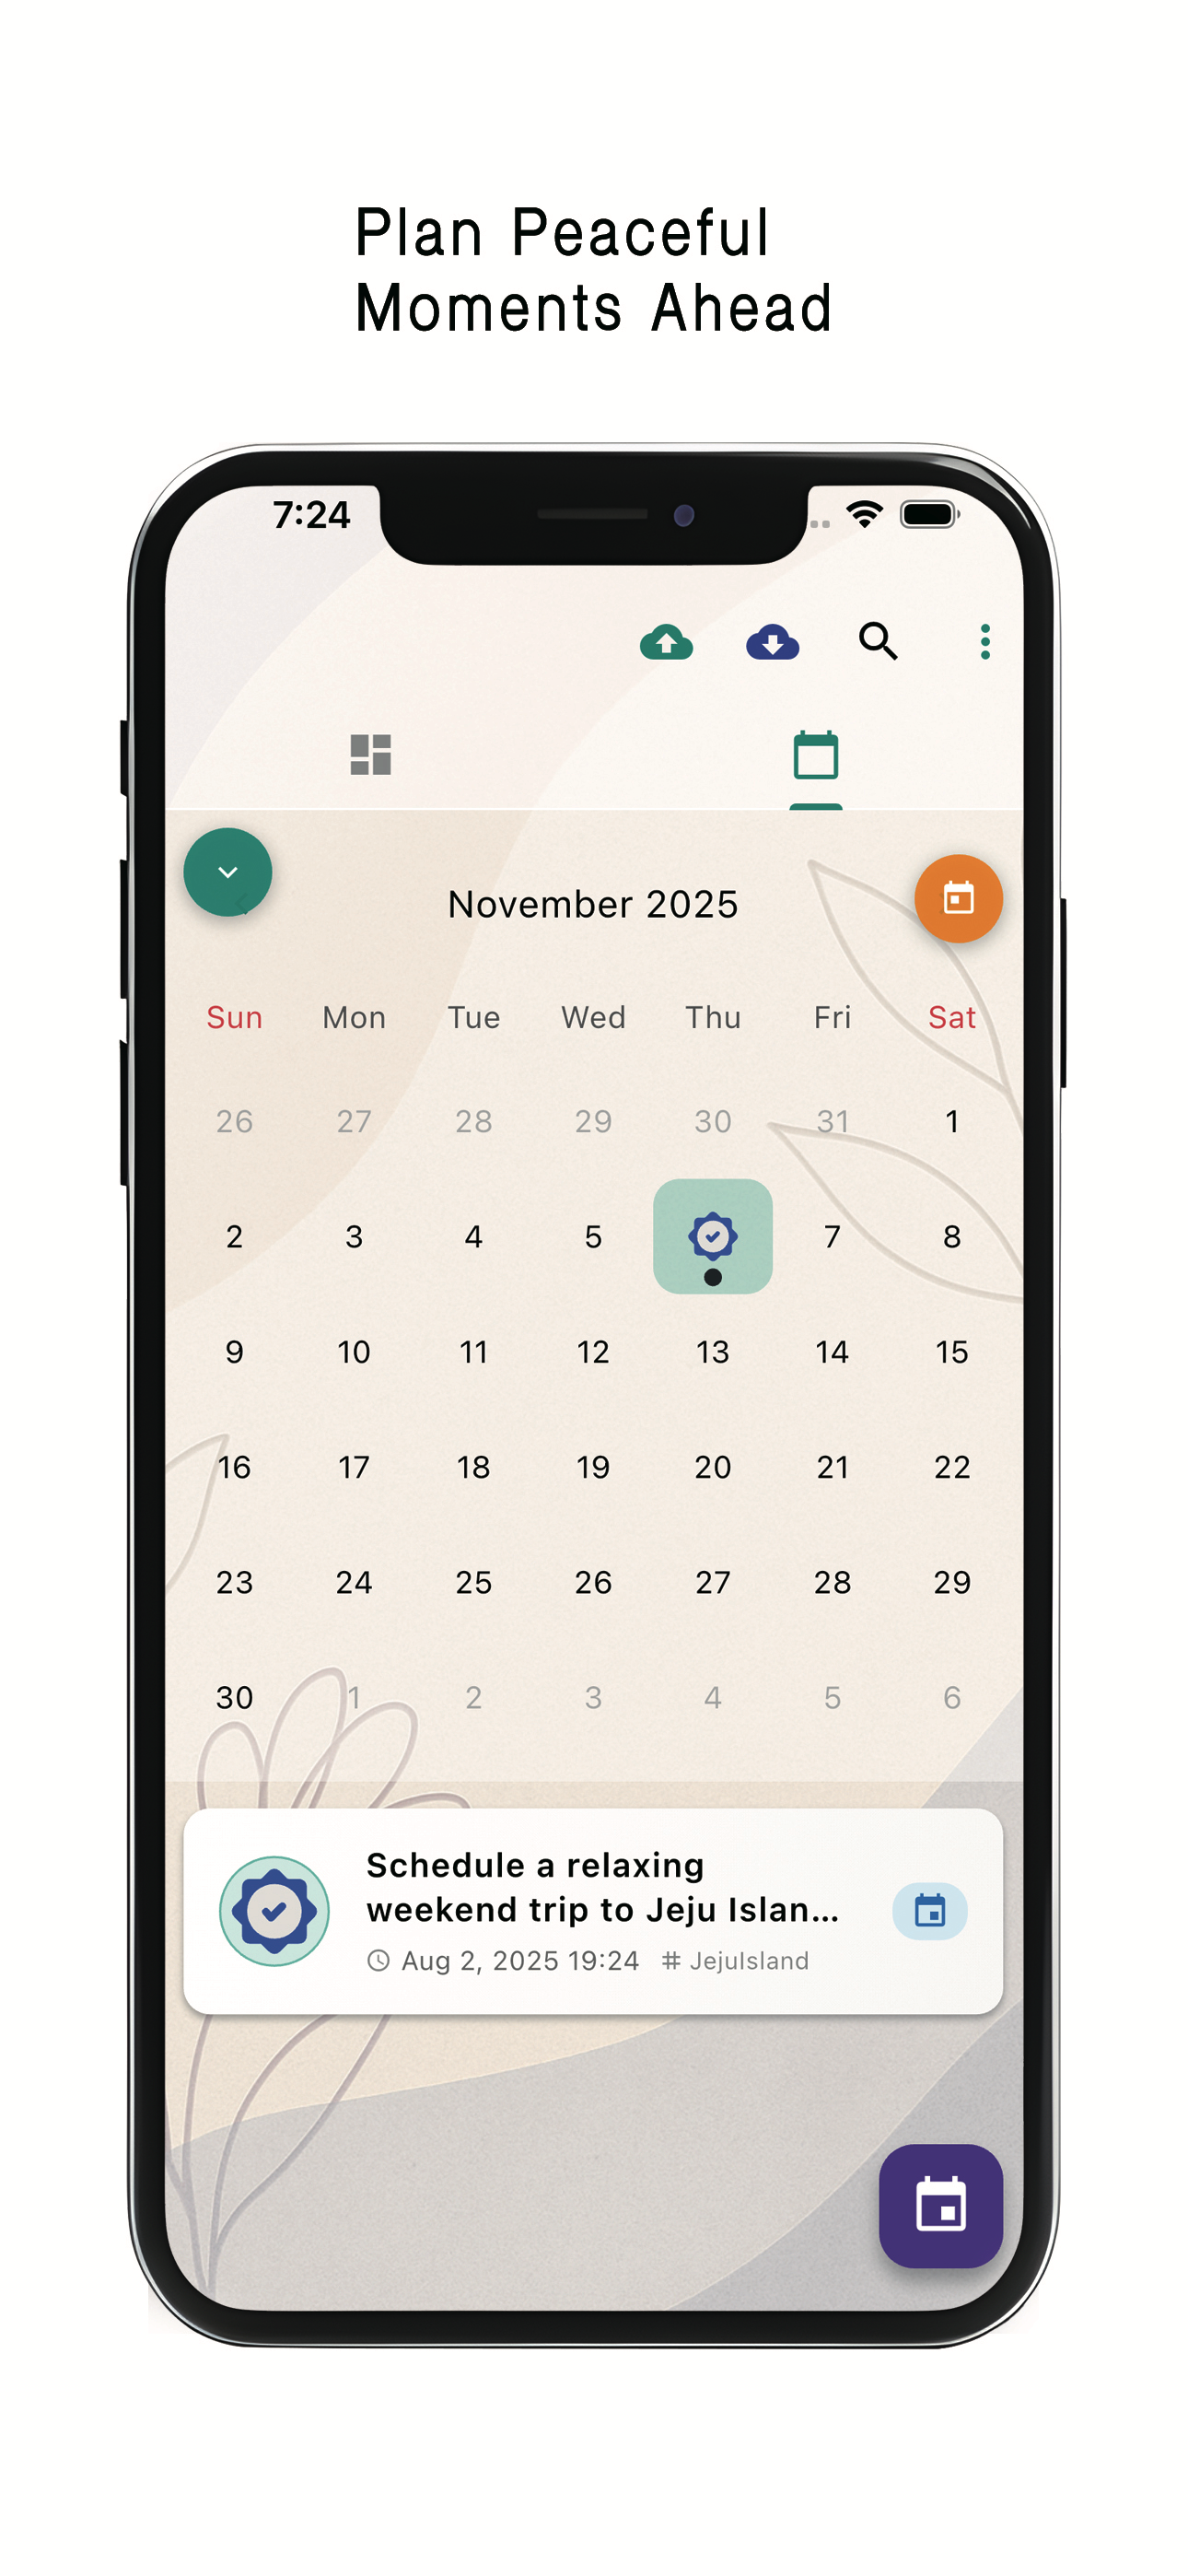 Plan Peaceful
Moments Ahead
7:24
November 2025
Sun Mon Tue Wed Thu Fri Sat
26 27 28 29 30 31 1
2 3 4 5 7 8
9 10 11 12 13 14 15
16 17 18 19 20 21 22
23 24 25 26 27 28 29
30 1 2 3 4 5 6
Schedule a relaxing
weekend trip to Jeju Islan...
Aug 2, 2025 19:24 # JejuIsland